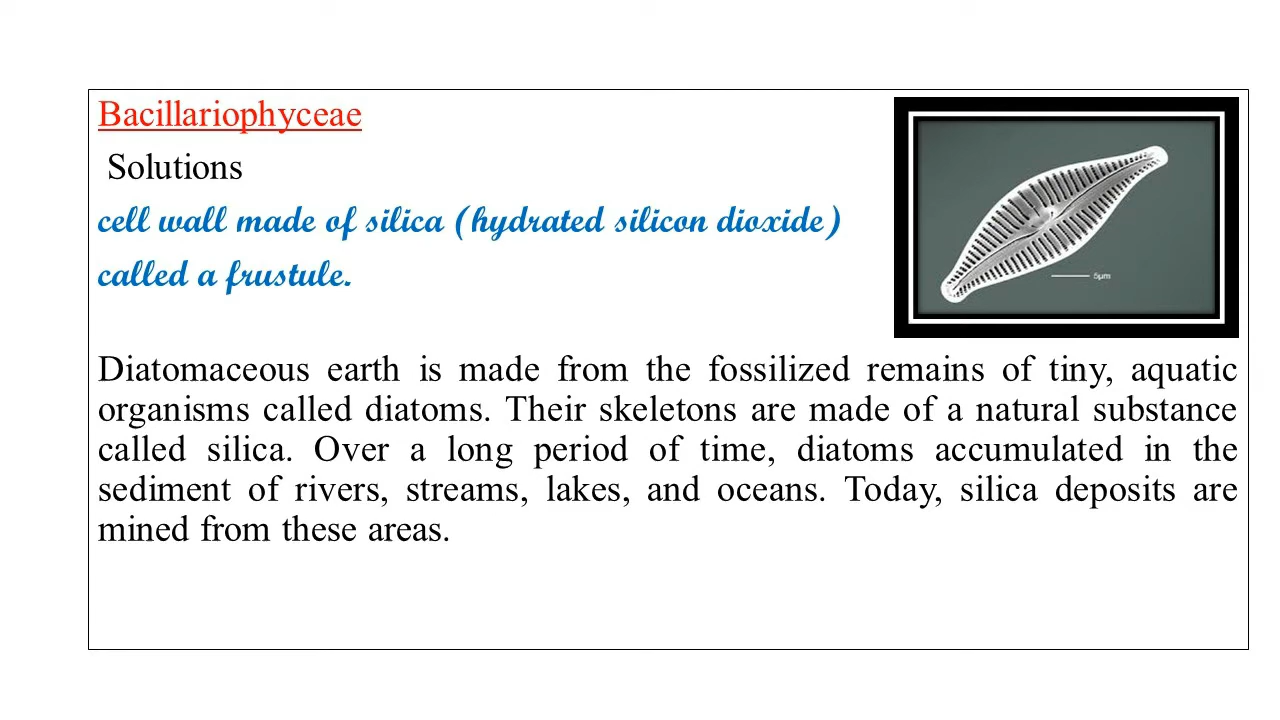 Bacillariophyceae
Solutions
cell wall made of silica (hydrated silicon dioxide)
called a frustule.
5µm
Diatomaceous earth is made from the fossilized remains of tiny, aquatic
organisms called diatoms. Their skeletons are made of a natural substance
called silica. Over a long period of time, diatoms accumulated in the
sediment of rivers, streams, lakes, and oceans. Today, silica deposits are
mined from these areas.